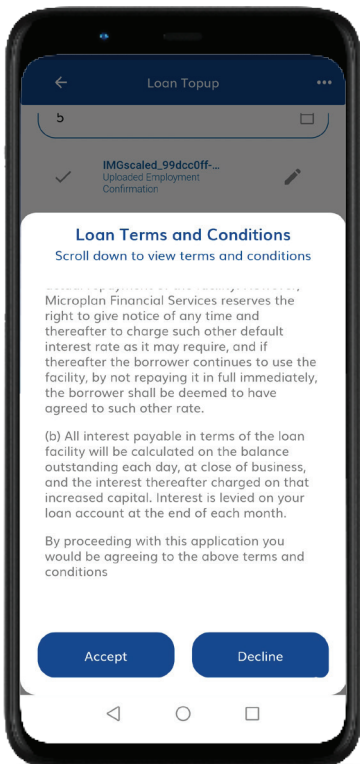 Loan Topup
5
IMGscaled_99dcc0ff-...
Uploaded Employment
Confirmation
Loan Terms and Conditions
Scroll down to view terms and conditions
Microplan Financial Services reserves the
right to give notice of any time and
thereafter to charge such other default
interest rate as it may require, and if
thereafter the borrower continues to use the
facility, by not repaying it in full immediately,
the borrower shall be deemed to have
agreed to such other rate.
(b) All interest payable in terms of the loan
facility will be calculated on the balance
outstanding each day, at close of business,
and the interest thereafter charged on that
increased capital. Interest is levied on your
loan account at the end of each month.
By proceeding with this application you
would be agreeing to the above terms and
conditions
Accept
Decline